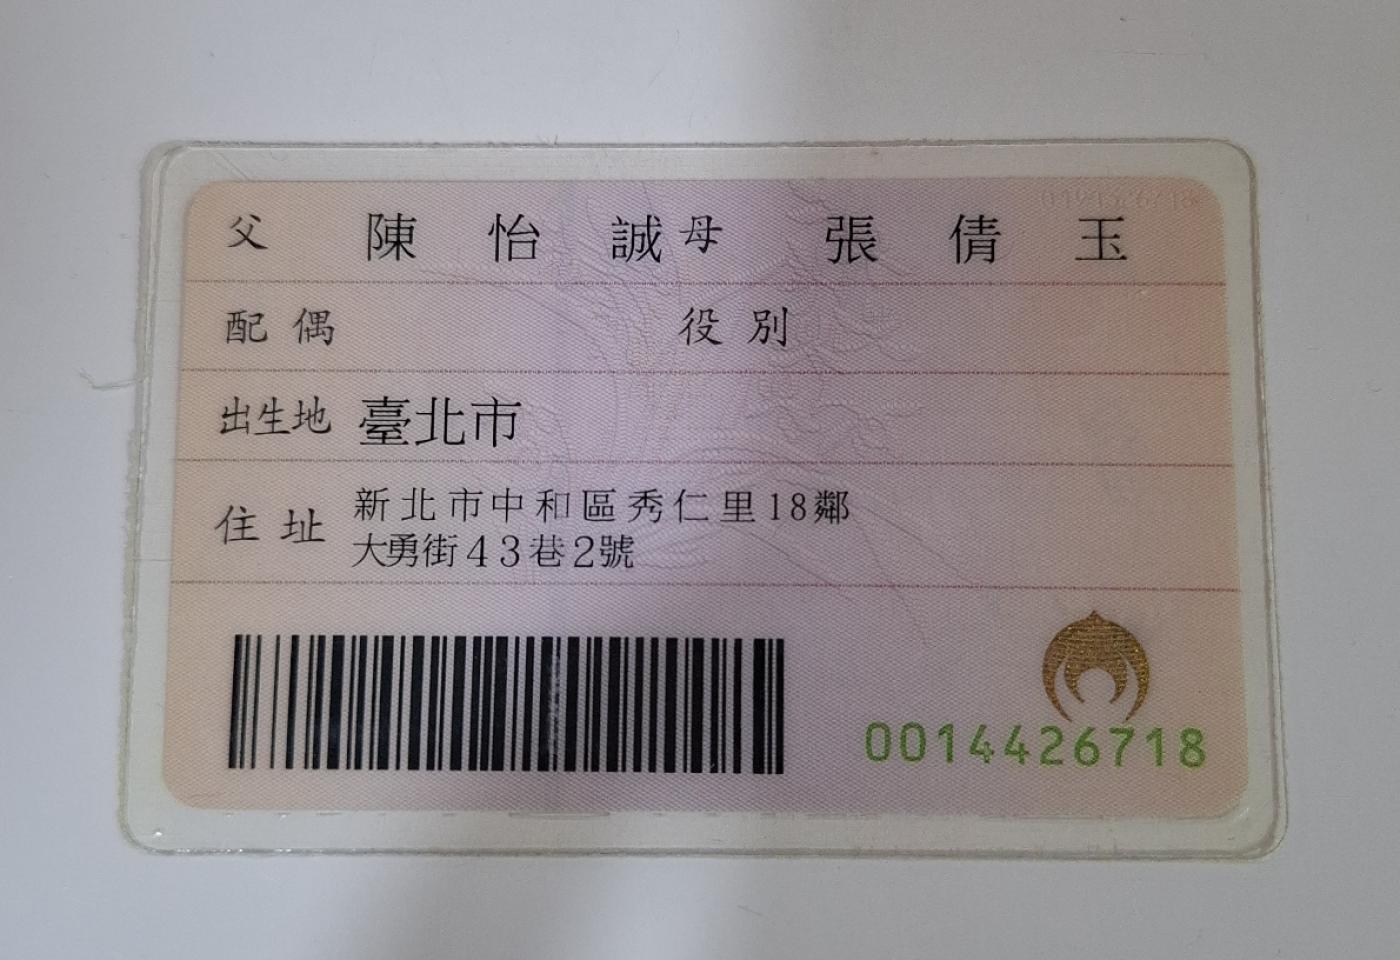 父 陳怡誠 母 張倩玉
配偶 役別
出生地 臺北市
住址 新北市中和區秀仁里18鄰
大勇街43巷2號
0014426718